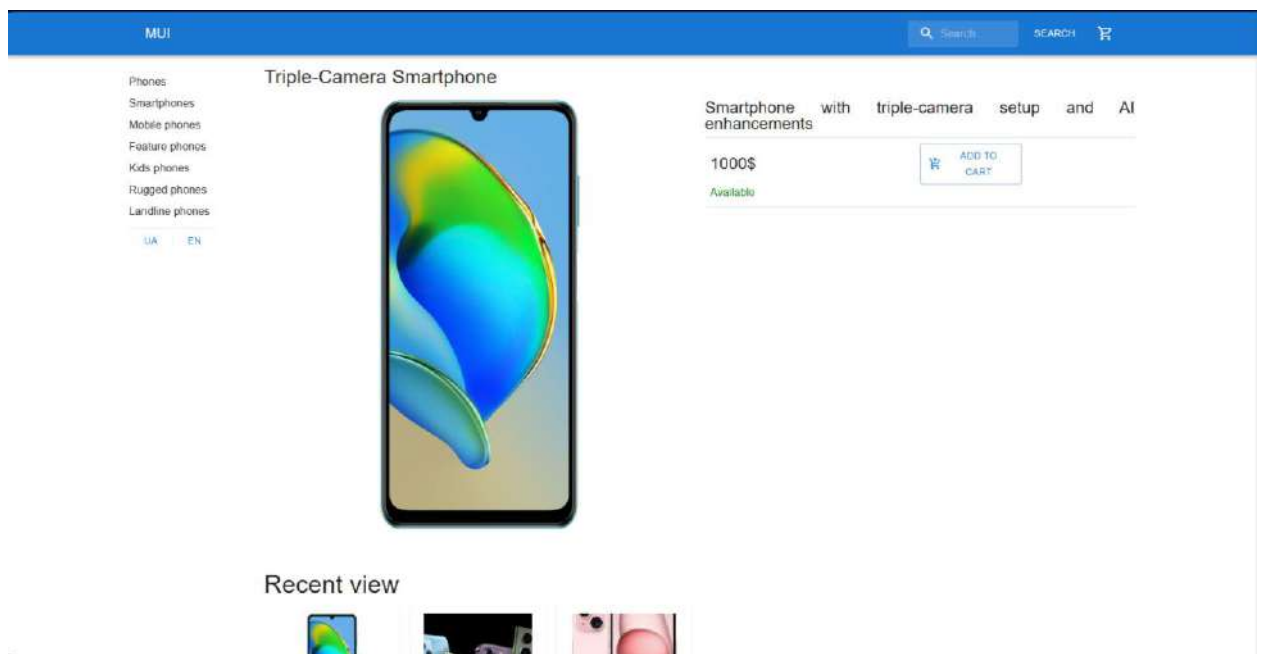 MUI
Search
SEARCH
Phones
Smartphones
Mobile phones
Feature phones
Kids phones
Rugged phones
Landline phones
UA EN
Triple-Camera Smartphone
Smartphone with triple-camera setup and AI
enhancements
1000$
ADD TO
CART
Available
Recent view